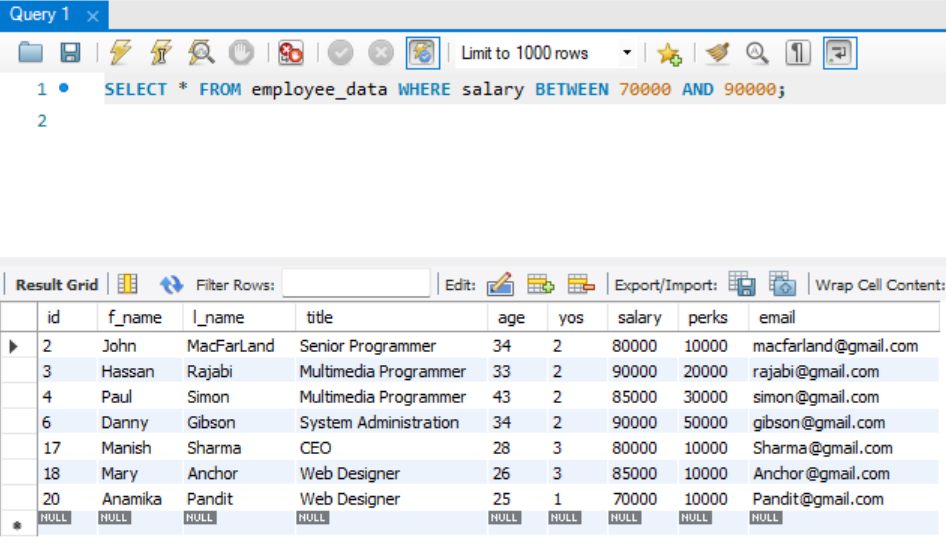 Query 1
Limit to 1000 rows
1 SELECT * FROM employee_data WHERE salary BETWEEN 70000 AND 90000;
2
Result Grid Filter Rows: Edit: Export/Import: Wrap Cell Content:
id f_name l_name title age yos salary perks email
2 John MacFarLand Senior Programmer 34 2 80000 10000 macfarland@gmail.com
3 Hassan Rajabi Multimedia Programmer 33 2 90000 20000 rajabi@gmail.com
4 Paul Simon Multimedia Programmer 43 2 85000 30000 simon@gmail.com
6 Danny Gibson System Administration 34 2 90000 50000 gibson@gmail.com
17 Manish Sharma CEO 28 3 80000 10000 Sharma@gmail.com
18 Mary Anchor Web Designer 26 3 85000 10000 Anchor@gmail.com
20 Anamika Pandit Web Designer 25 1 70000 10000 Pandit@gmail.com
NULL NULL NULL NULL NULL NULL NULL NULL NULL